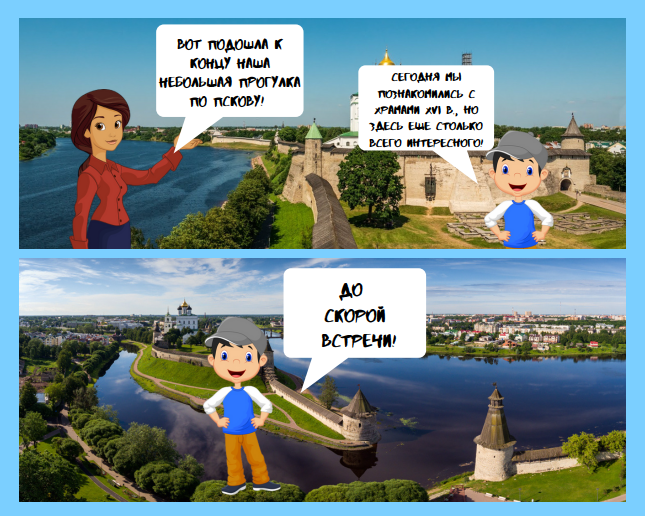 ВОТ ПОДОШЛА К
КОНЦУ НАША
НЕБОЛЬШАЯ ПРОГУЛКА
ПО ПСКОВУ!
СЕГОДНЯ МЫ
ПОЗНАКОМИЛИСЬ С
ХРАМАМИ XVI В., НО
ЗДЕСЬ ЕЩЕ СТОЛЬКО
ВСЕГО ИНТЕРЕСНОГО!
ДО
СКОРОЙ
ВСТРЕЧИ!